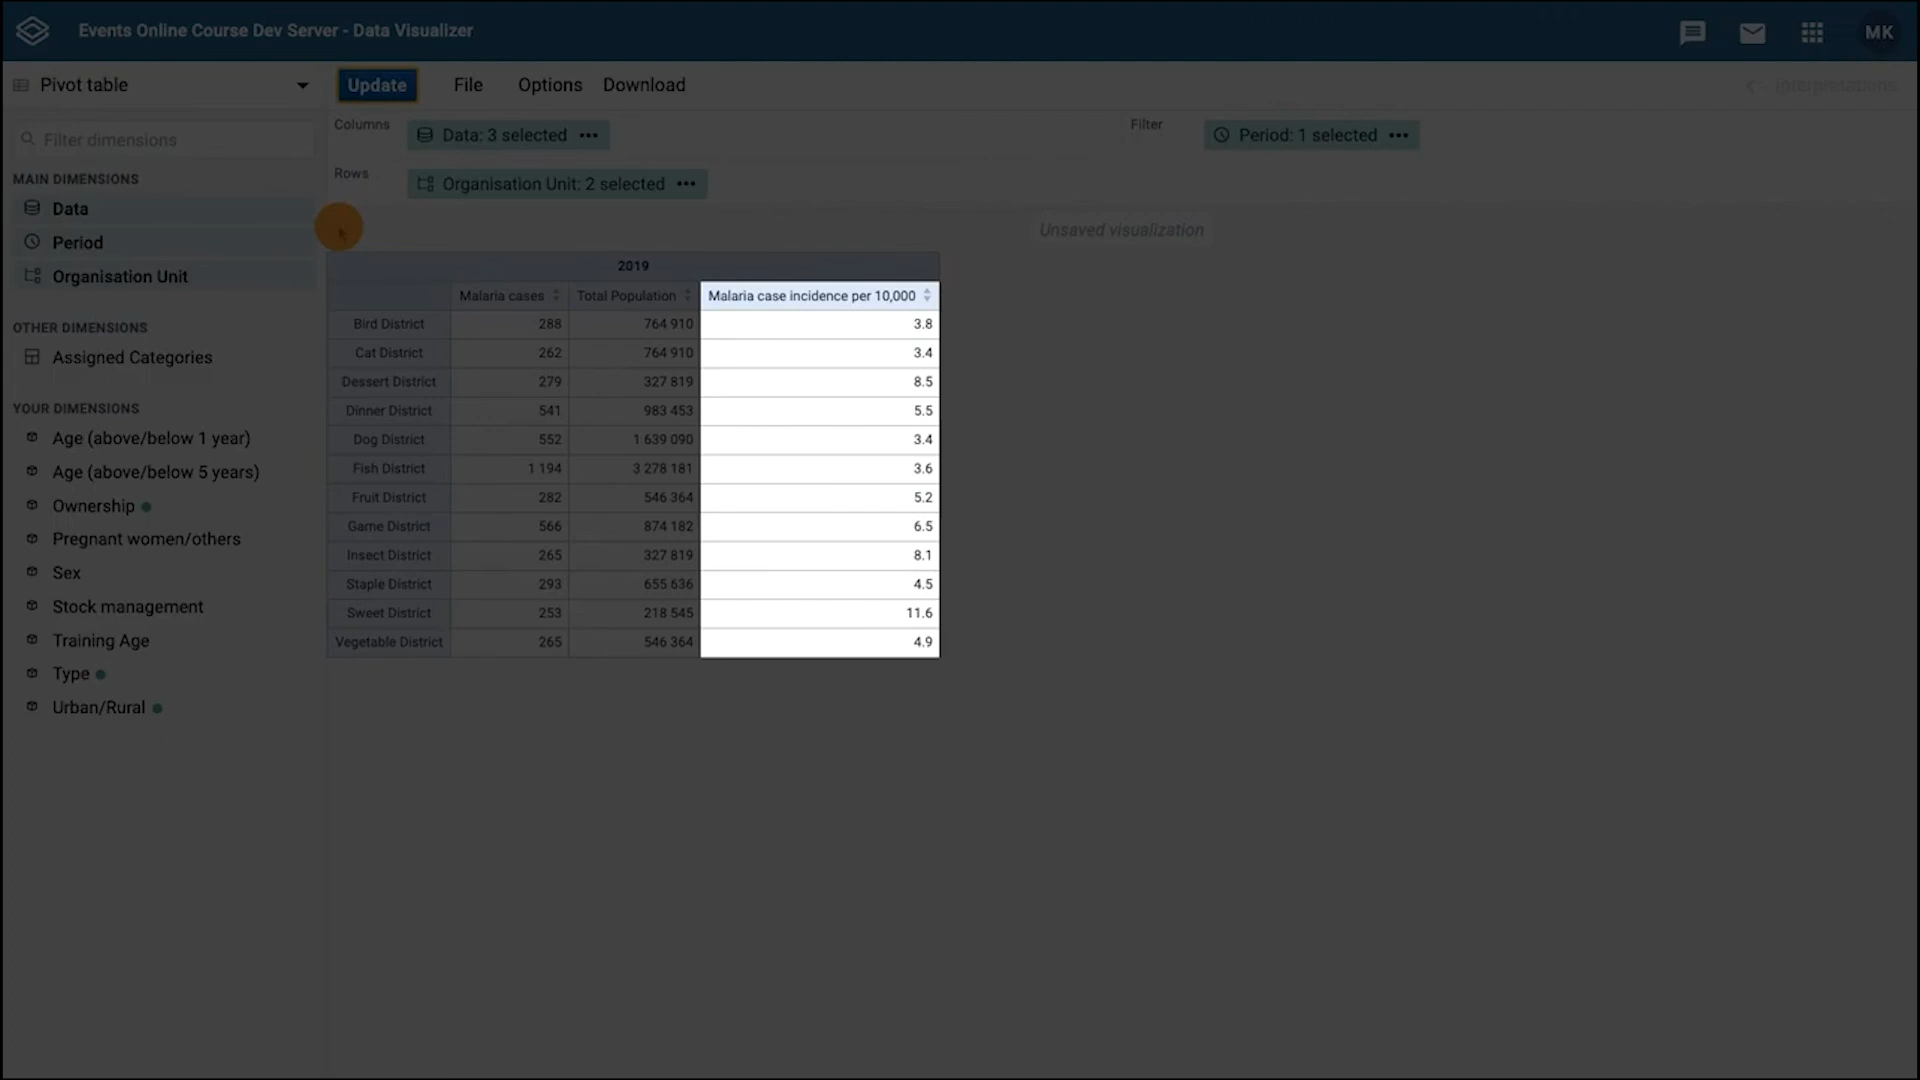 Events Online Course Dev Server - Data Visualizer
MK
Pivot table
Update File Options Download
Interpretations
Filter dimensions
Columns Data: 3 selected ••• Filter Period: 1 selected •••
Rows Organisation Unit: 2 selected •••
MAIN DIMENSIONS
Data
Period
Organisation Unit
OTHER DIMENSIONS
Assigned Categories
YOUR DIMENSIONS
Age (above/below 1 year)
Age (above/below 5 years)
Ownership
Pregnant women/others
Sex
Stock management
Training Age
Type
Urban/Rural
Unsaved visualization
2019
Malaria cases Total Population Malaria case incidence per 10,000
Bird District 288 764 910 3.8
Cat District 262 764 910 3.4
Dessert District 279 327 819 8.5
Dinner District 541 983 453 5.5
Dog District 552 1 639 090 3.4
Fish District 1 194 3 278 181 3.6
Fruit District 282 546 364 5.2
Game District 566 874 182 6.5
Insect District 265 327 819 8.1
Staple District 293 655 636 4.5
Sweet District 253 218 545 11.6
Vegetable District 265 546 364 4.9